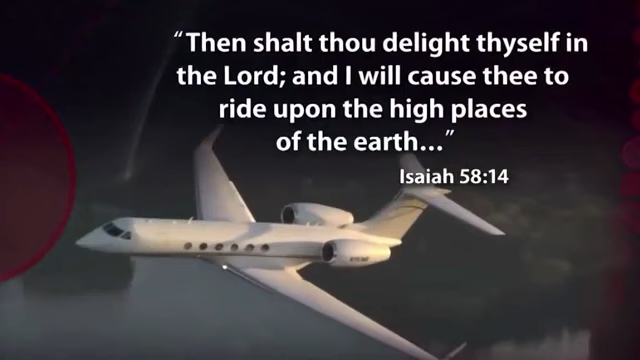 “Then shalt thou delight thyself in
the Lord; and I will cause thee to
ride upon the high places
of the earth...”
Isaiah 58:14